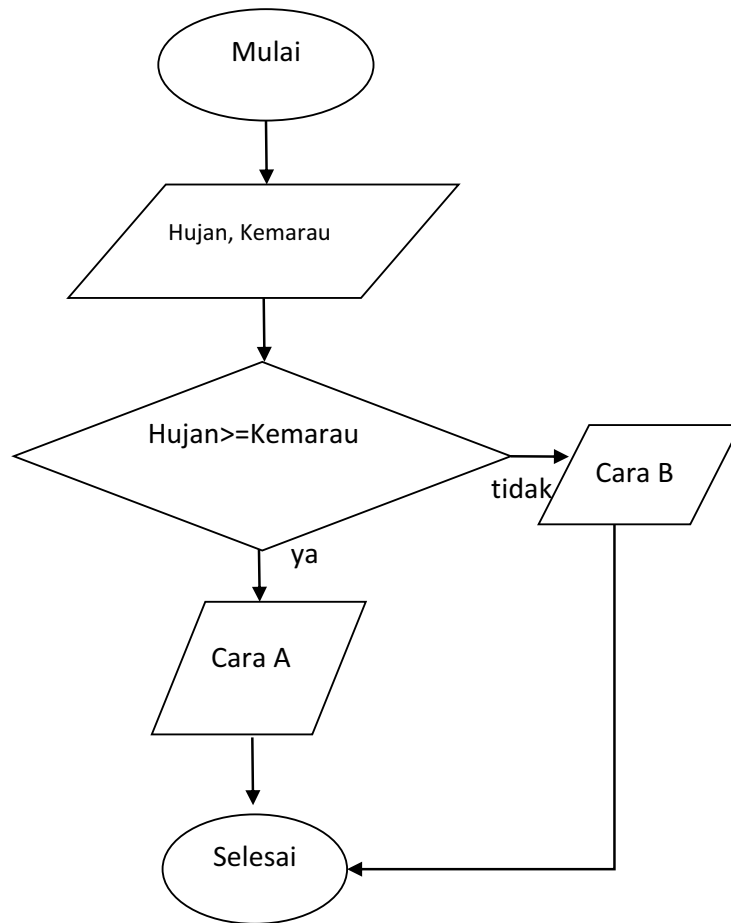 Mulai
Hujan, Kemarau
Hujan>=Kemarau
tidak
Cara B
ya
Cara A
Selesai